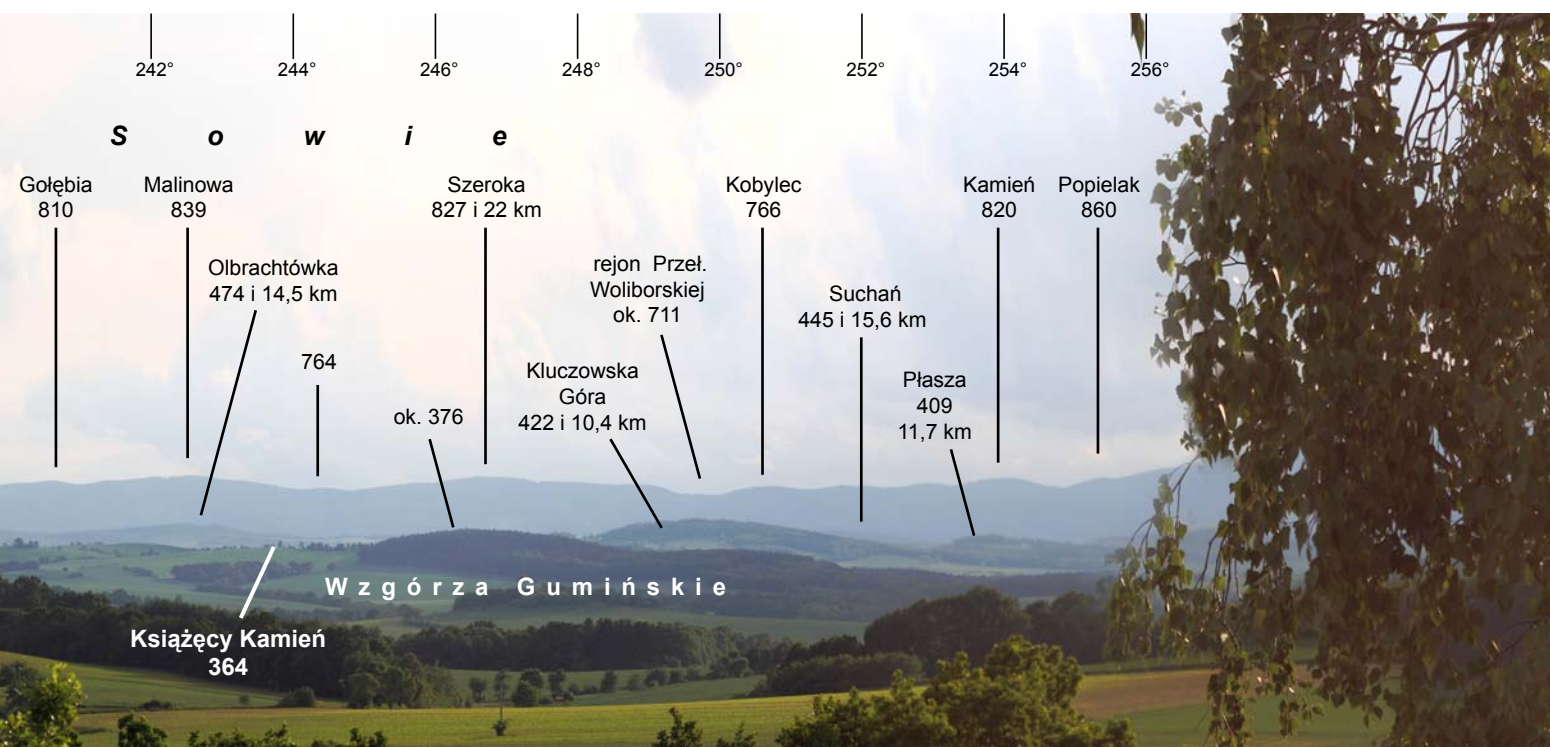 242° 244° 246° 248° 250° 252° 254° 256°
S o w i e
Gołębia
810
Malinowa
839
Szeroka
827 i 22 km
Kobylec
766
Kamień
820
Popielak
860
Olbrachtówka
474 i 14,5 km
rejon Przeł.
Woliborskiej
ok. 711
Suchań
445 i 15,6 km
764
Kluczowska
Góra
422 i 10,4 km
Płasza
409
11,7 km
ok. 376
Wzgórza Gumińskie
Książęcy Kamień
364